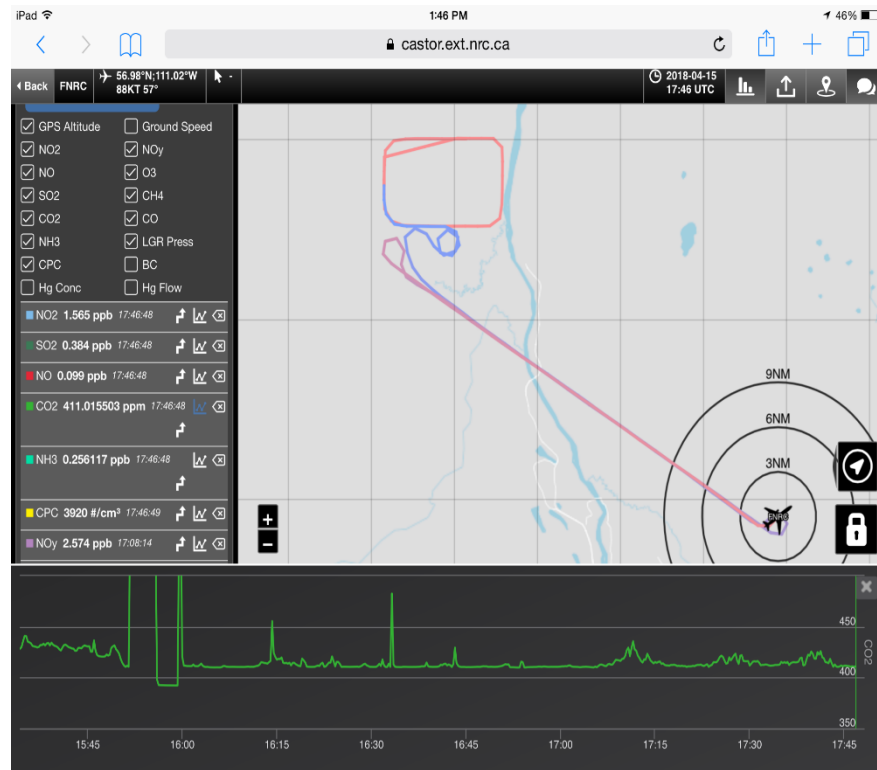 iPad 1:46 PM 46%
castor.ext.nrc.ca
Back FNRC 56.98°N;111.02°W - 2018-04-15
88KT 57° 17:46 UTC
GPS Altitude Ground Speed
NO2 NOy
NO O3
SO2 CH4
CO2 CO
NH3 LGR Press
CPC BC
Hg Conc Hg Flow
NO2 1.565 ppb 17:46:48
SO2 0.384 ppb 17:46:48
NO 0.099 ppb 17:46:48
CO2 411.015503 ppm 17:46:48
NH3 0.256117 ppb 17:46:48
CPC 3920 #/cm³ 17:46:49
NOy 2.574 ppb 17:08:14
9NM
6NM
3NM
+
−
450
CO2
400
350
15:45 16:00 16:15 16:30 16:45 17:00 17:15 17:30 17:45